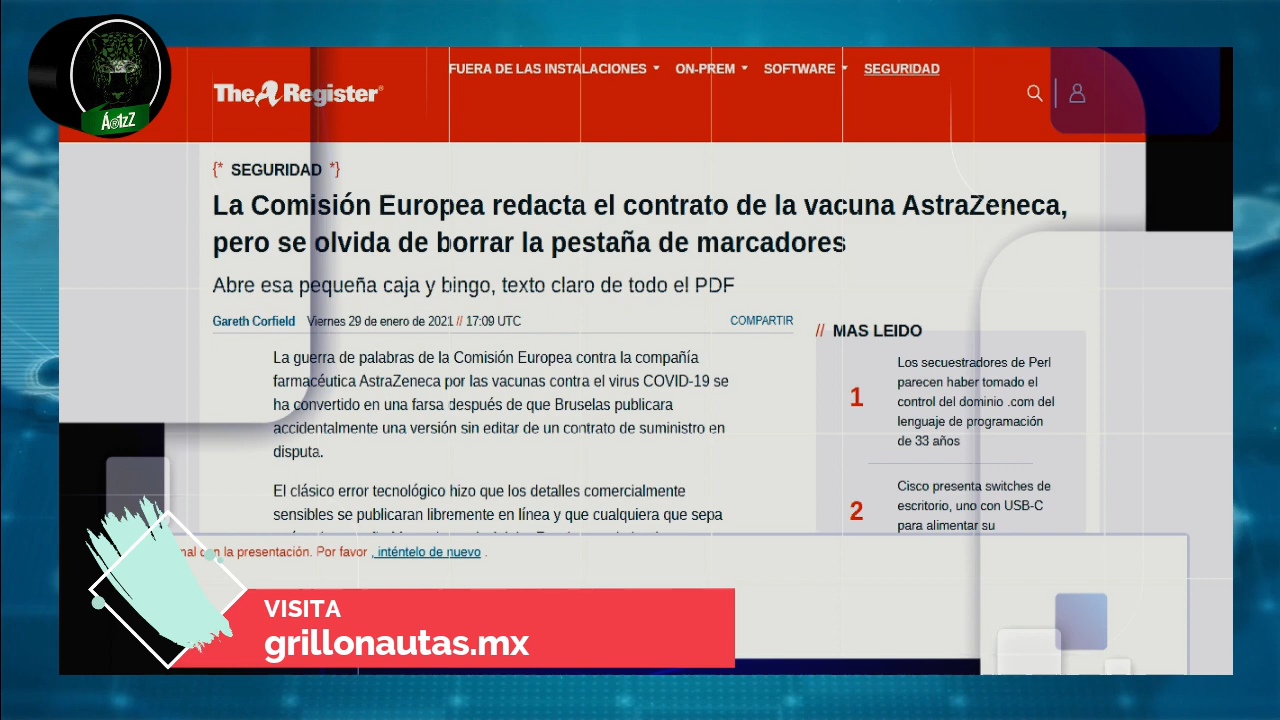 FUERA DE LAS INSTALACIONES ON-PREM SOFTWARE SEGURIDAD
The Register®
Á®1zZ
{* SEGURIDAD *}
La Comisión Europea redacta el contrato de la vacuna AstraZeneca,
pero se olvida de borrar la pestaña de marcadores
Abre esa pequeña caja y bingo, texto claro de todo el PDF
Gareth Corfield Viernes 29 de enero de 2021 // 17:09 UTC
COMPARTIR
La guerra de palabras de la Comisión Europea contra la compañía
farmacéutica AstraZeneca por las vacunas contra el virus COVID-19 se
ha convertido en una farsa después de que Bruselas publicara
accidentalmente una versión sin editar de un contrato de suministro en
disputa.
El clásico error tecnológico hizo que los detalles comercialmente
sensibles se publicaran libremente en línea y que cualquiera que sepa
// MAS LEIDO
1
Los secuestradores de Perl
parecen haber tomado el
control del dominio .com del
lenguaje de programación
de 33 años
2
Cisco presenta switches de
escritorio, uno con USB-C
para alimentar su
con la presentación. Por favor , inténtelo de nuevo .
VISITA
grillonautas.mx